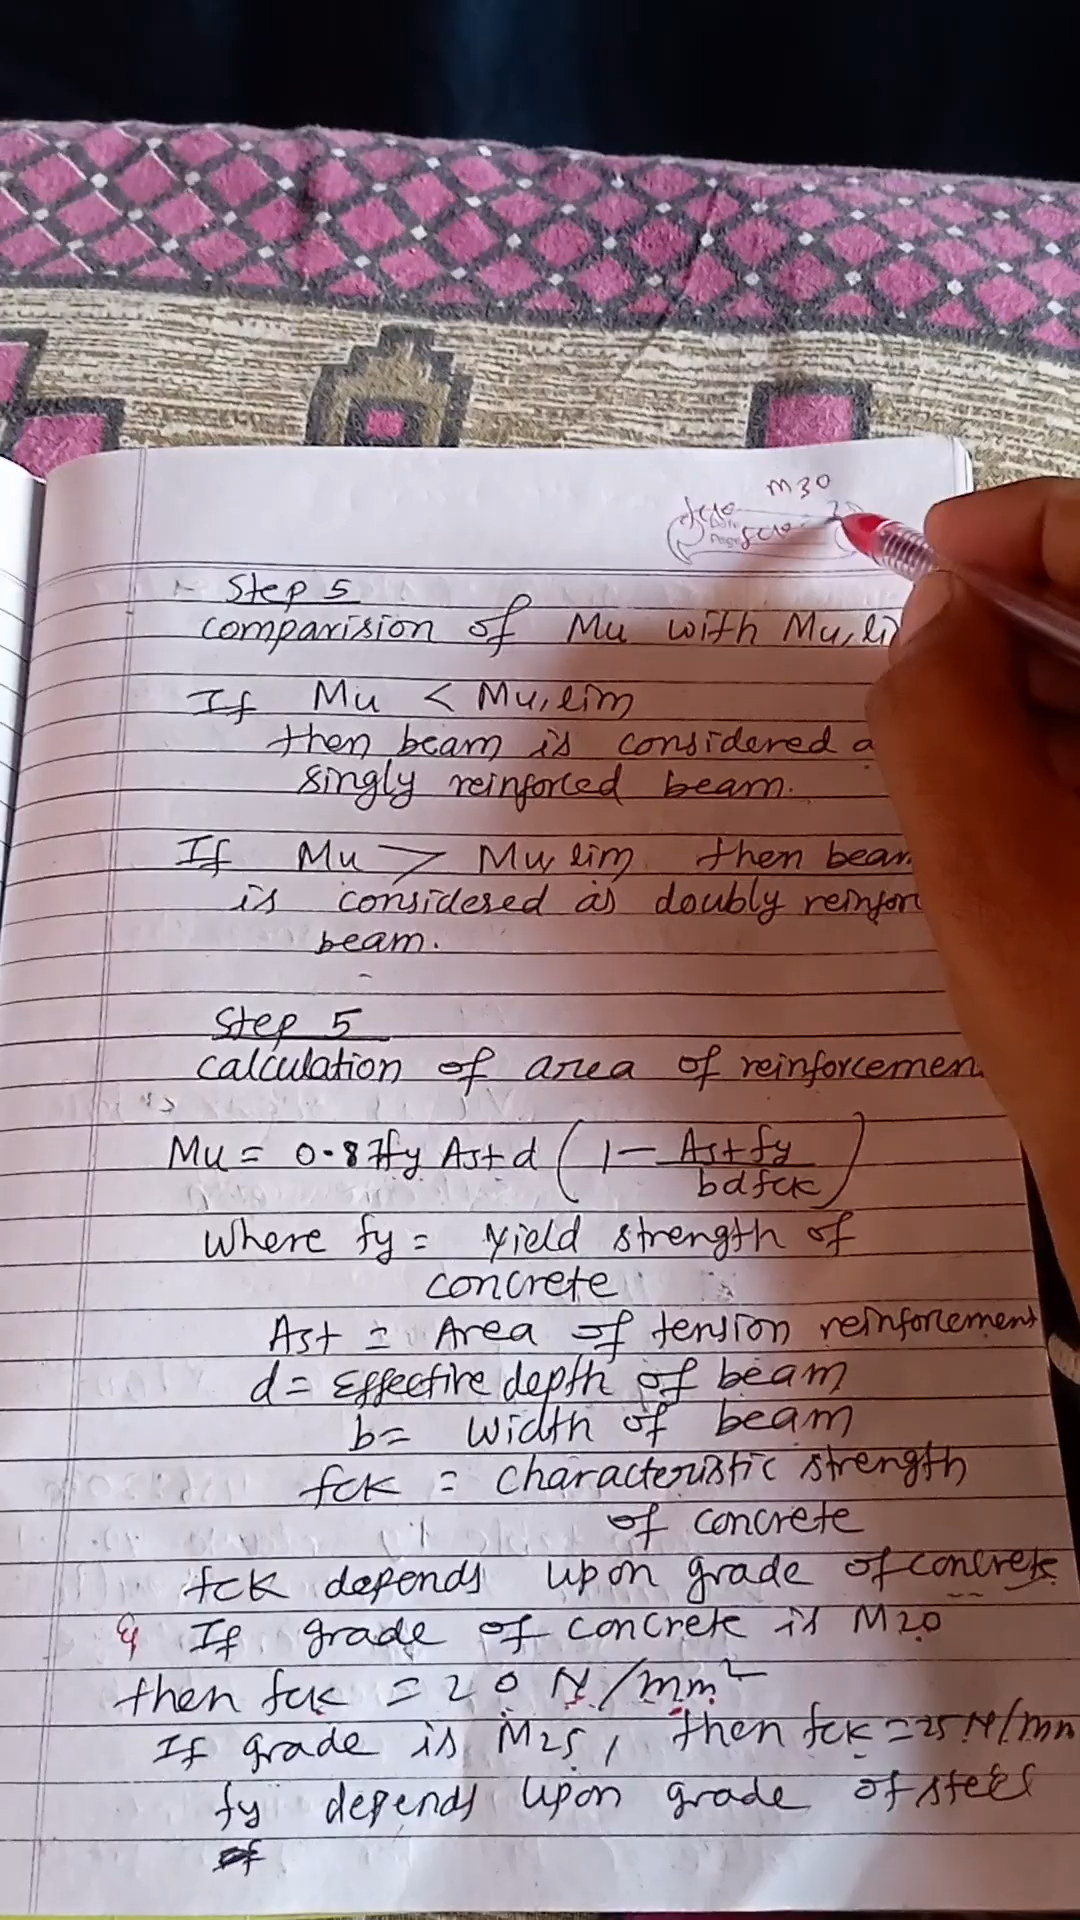 M30
fck
Page
Step 5
comparision of Mu with Mu, li
If Mu < Mu, lim
then beam is considered a
singly reinforced beam.
If Mu > Mu, lim then beam
is considered as doubly reinfor
beam.
Step 5
calculation of area of reinforcemen
Mu = 0.87fy Ast d (1 - Ast fy / bdfck)
Where fy = Yield strength of
concrete
Ast = Area of tension reinforcement
d = Effective depth of beam
b = Width of beam
fck = Characteristic strength
of concrete
fck depends upon grade of concrete
If grade of concrete is M20
then fck = 20 N/mm²
If grade is M25, then fck = 25 N/mm
fy depends upon grade of steel